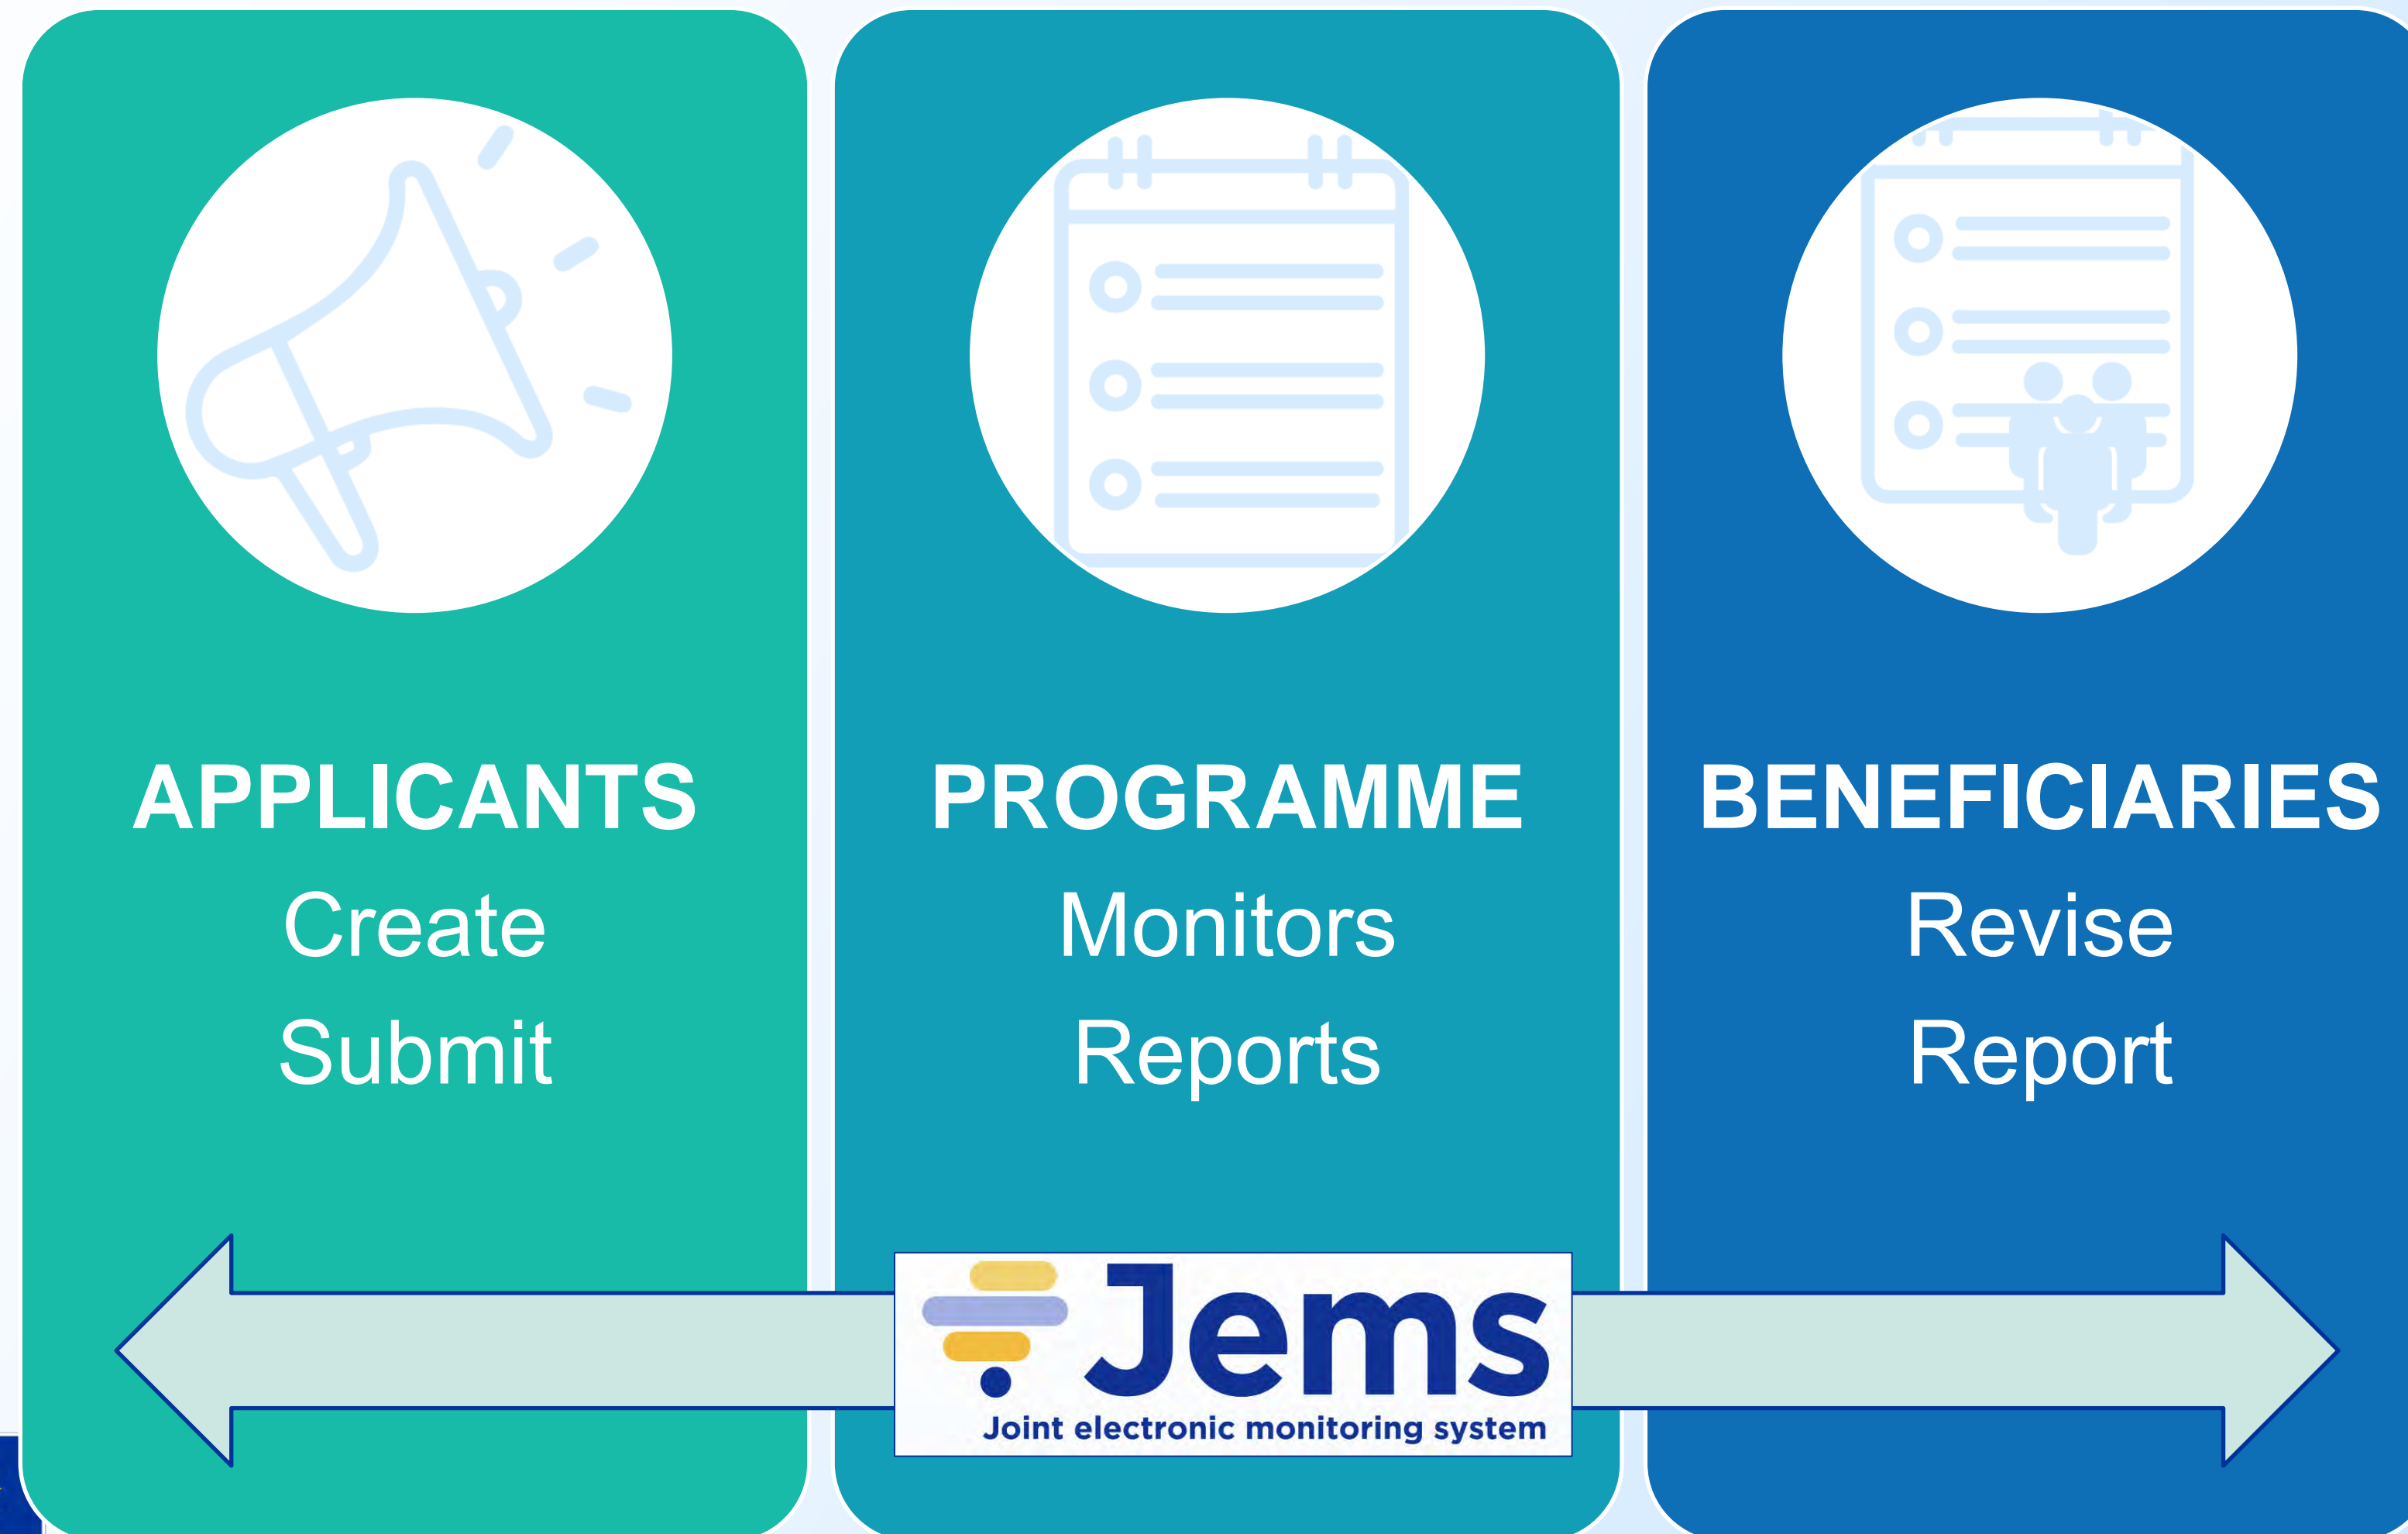 APPLICANTS
Create
Submit
PROGRAMME
Monitors
Reports
BENEFICIARIES
Revise
Report
Jems
Joint electronic monitoring system